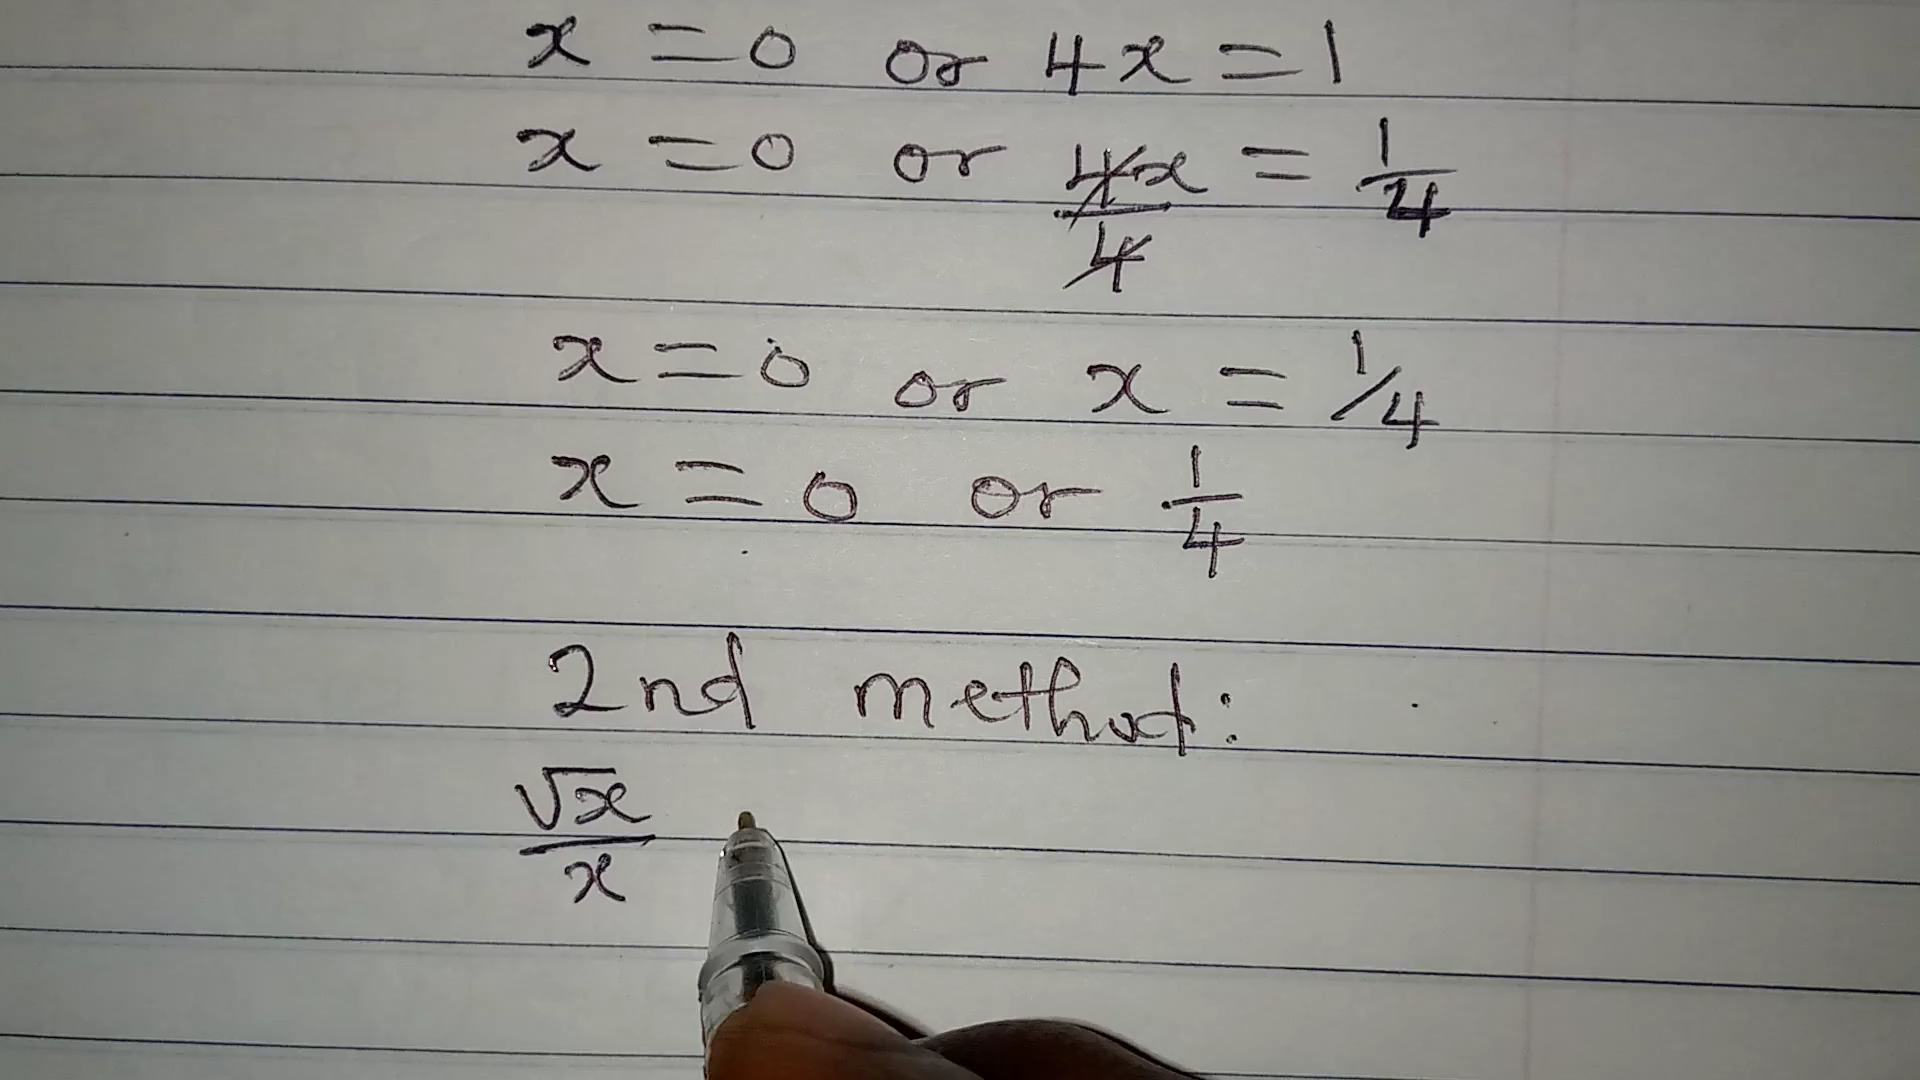 x = 0 or 4x = 1
x = 0 or 4x/4 = 1/4
x = 0 or x = 1/4
x = 0 or 1/4
2nd method:
√x/x